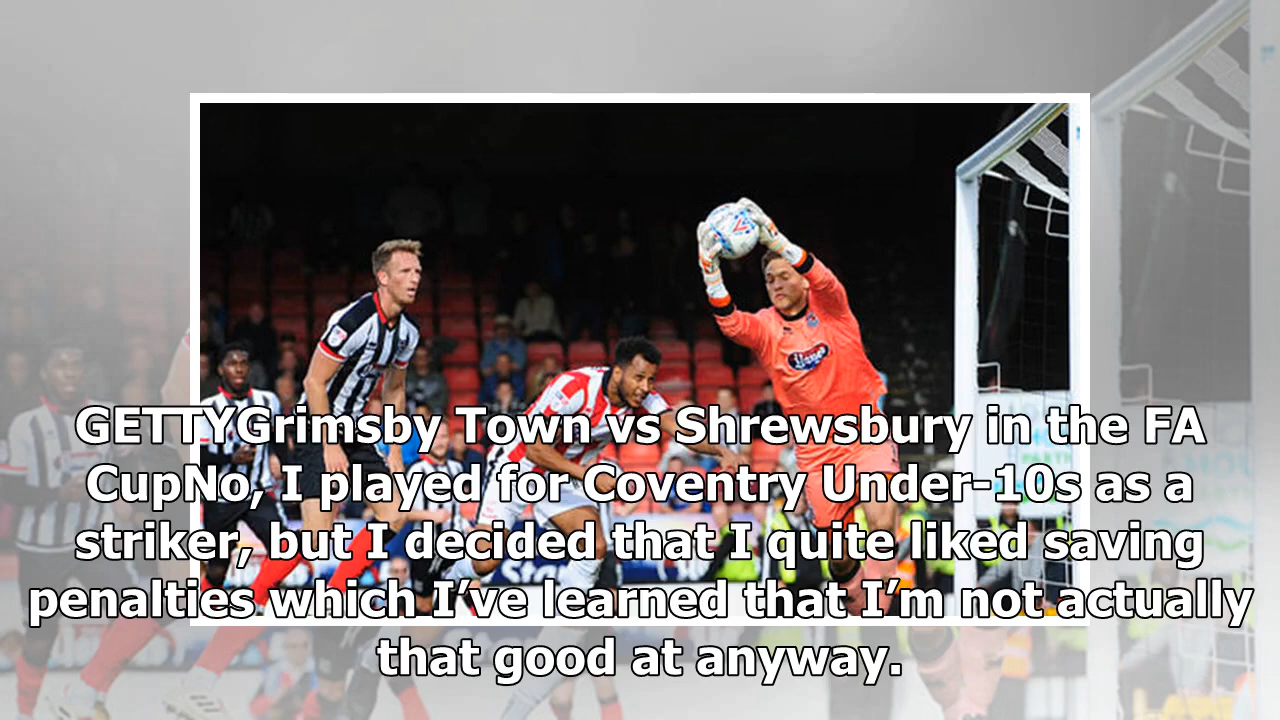 GETTYGrimsby Town vs Shrewsbury in the FA
CupNo, I played for Coventry Under-10s as a
striker, but I decided that I quite liked saving
penalties which I’ve learned that I’m not actually
that good at anyway.